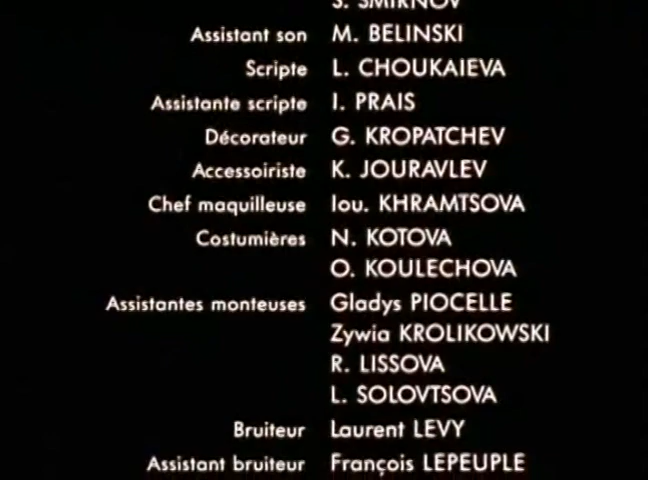 S. SMIRNOV
Assistant son M. BELINSKI
Scripte L. CHOUKAIEVA
Assistante scripte I. PRAIS
Décorateur G. KROPATCHEV
Accessoiriste K. JOURAVLEV
Chef maquilleuse Iou. KHRAMTSOVA
Costumières N. KOTOVA
O. KOULECHOVA
Assistantes monteuses Gladys PIOCELLE
Zywia KROLIKOWSKI
R. LISSOVA
L. SOLOVTSOVA
Bruiteur Laurent LEVY
Assistant bruiteur François LEPEUPLE